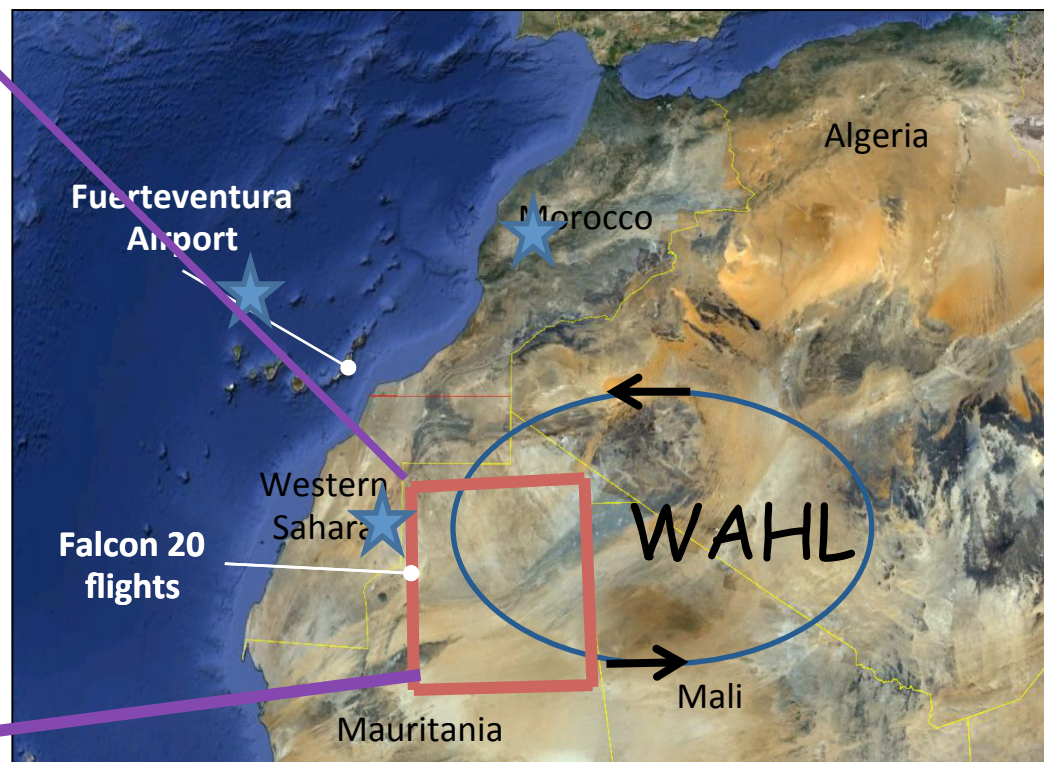 Algeria
Fuerteventura
Airport
Morocco
Western
Sahara
WAHL
Falcon 20
flights
Mali
Mauritania